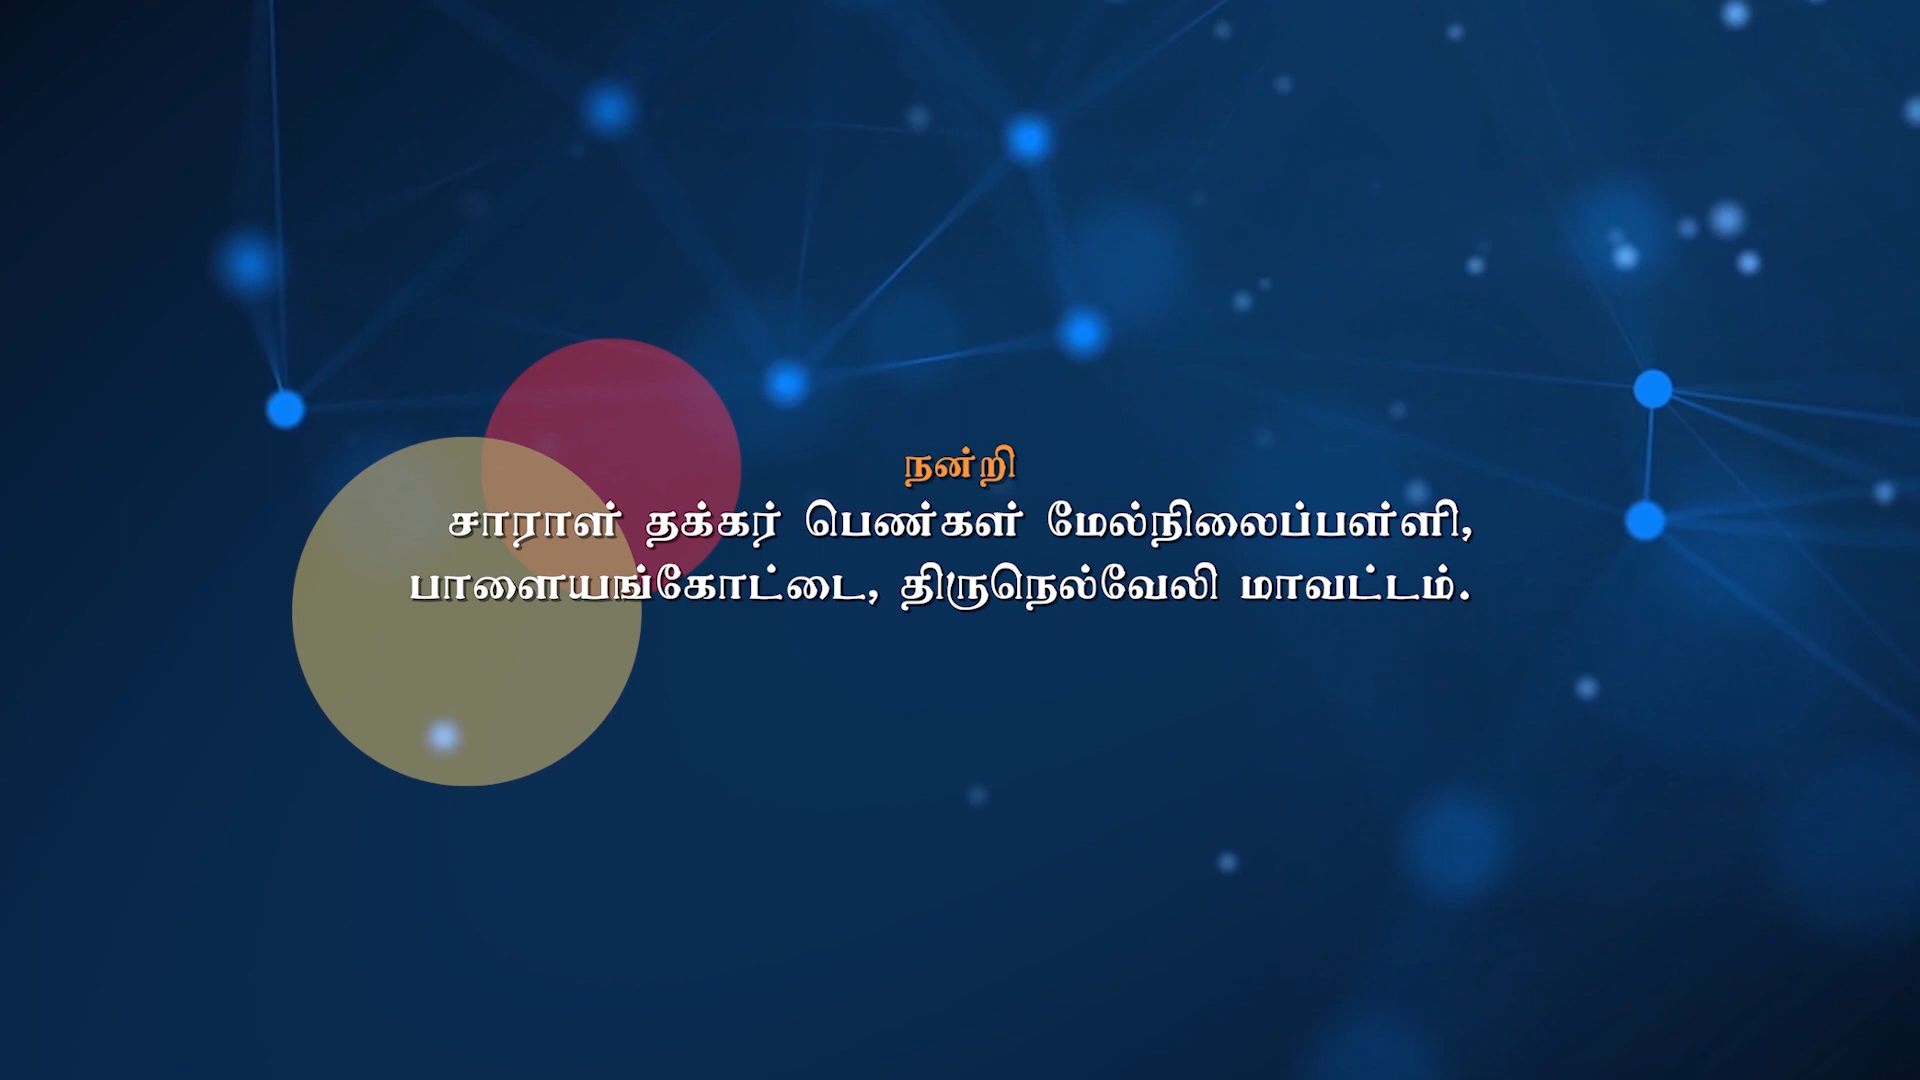 நன்றி
சாராள் தக்கர் பெண்கள் மேல்நிலைப்பள்ளி,
பாளையங்கோட்டை, திருநெல்வேலி மாவட்டம்.